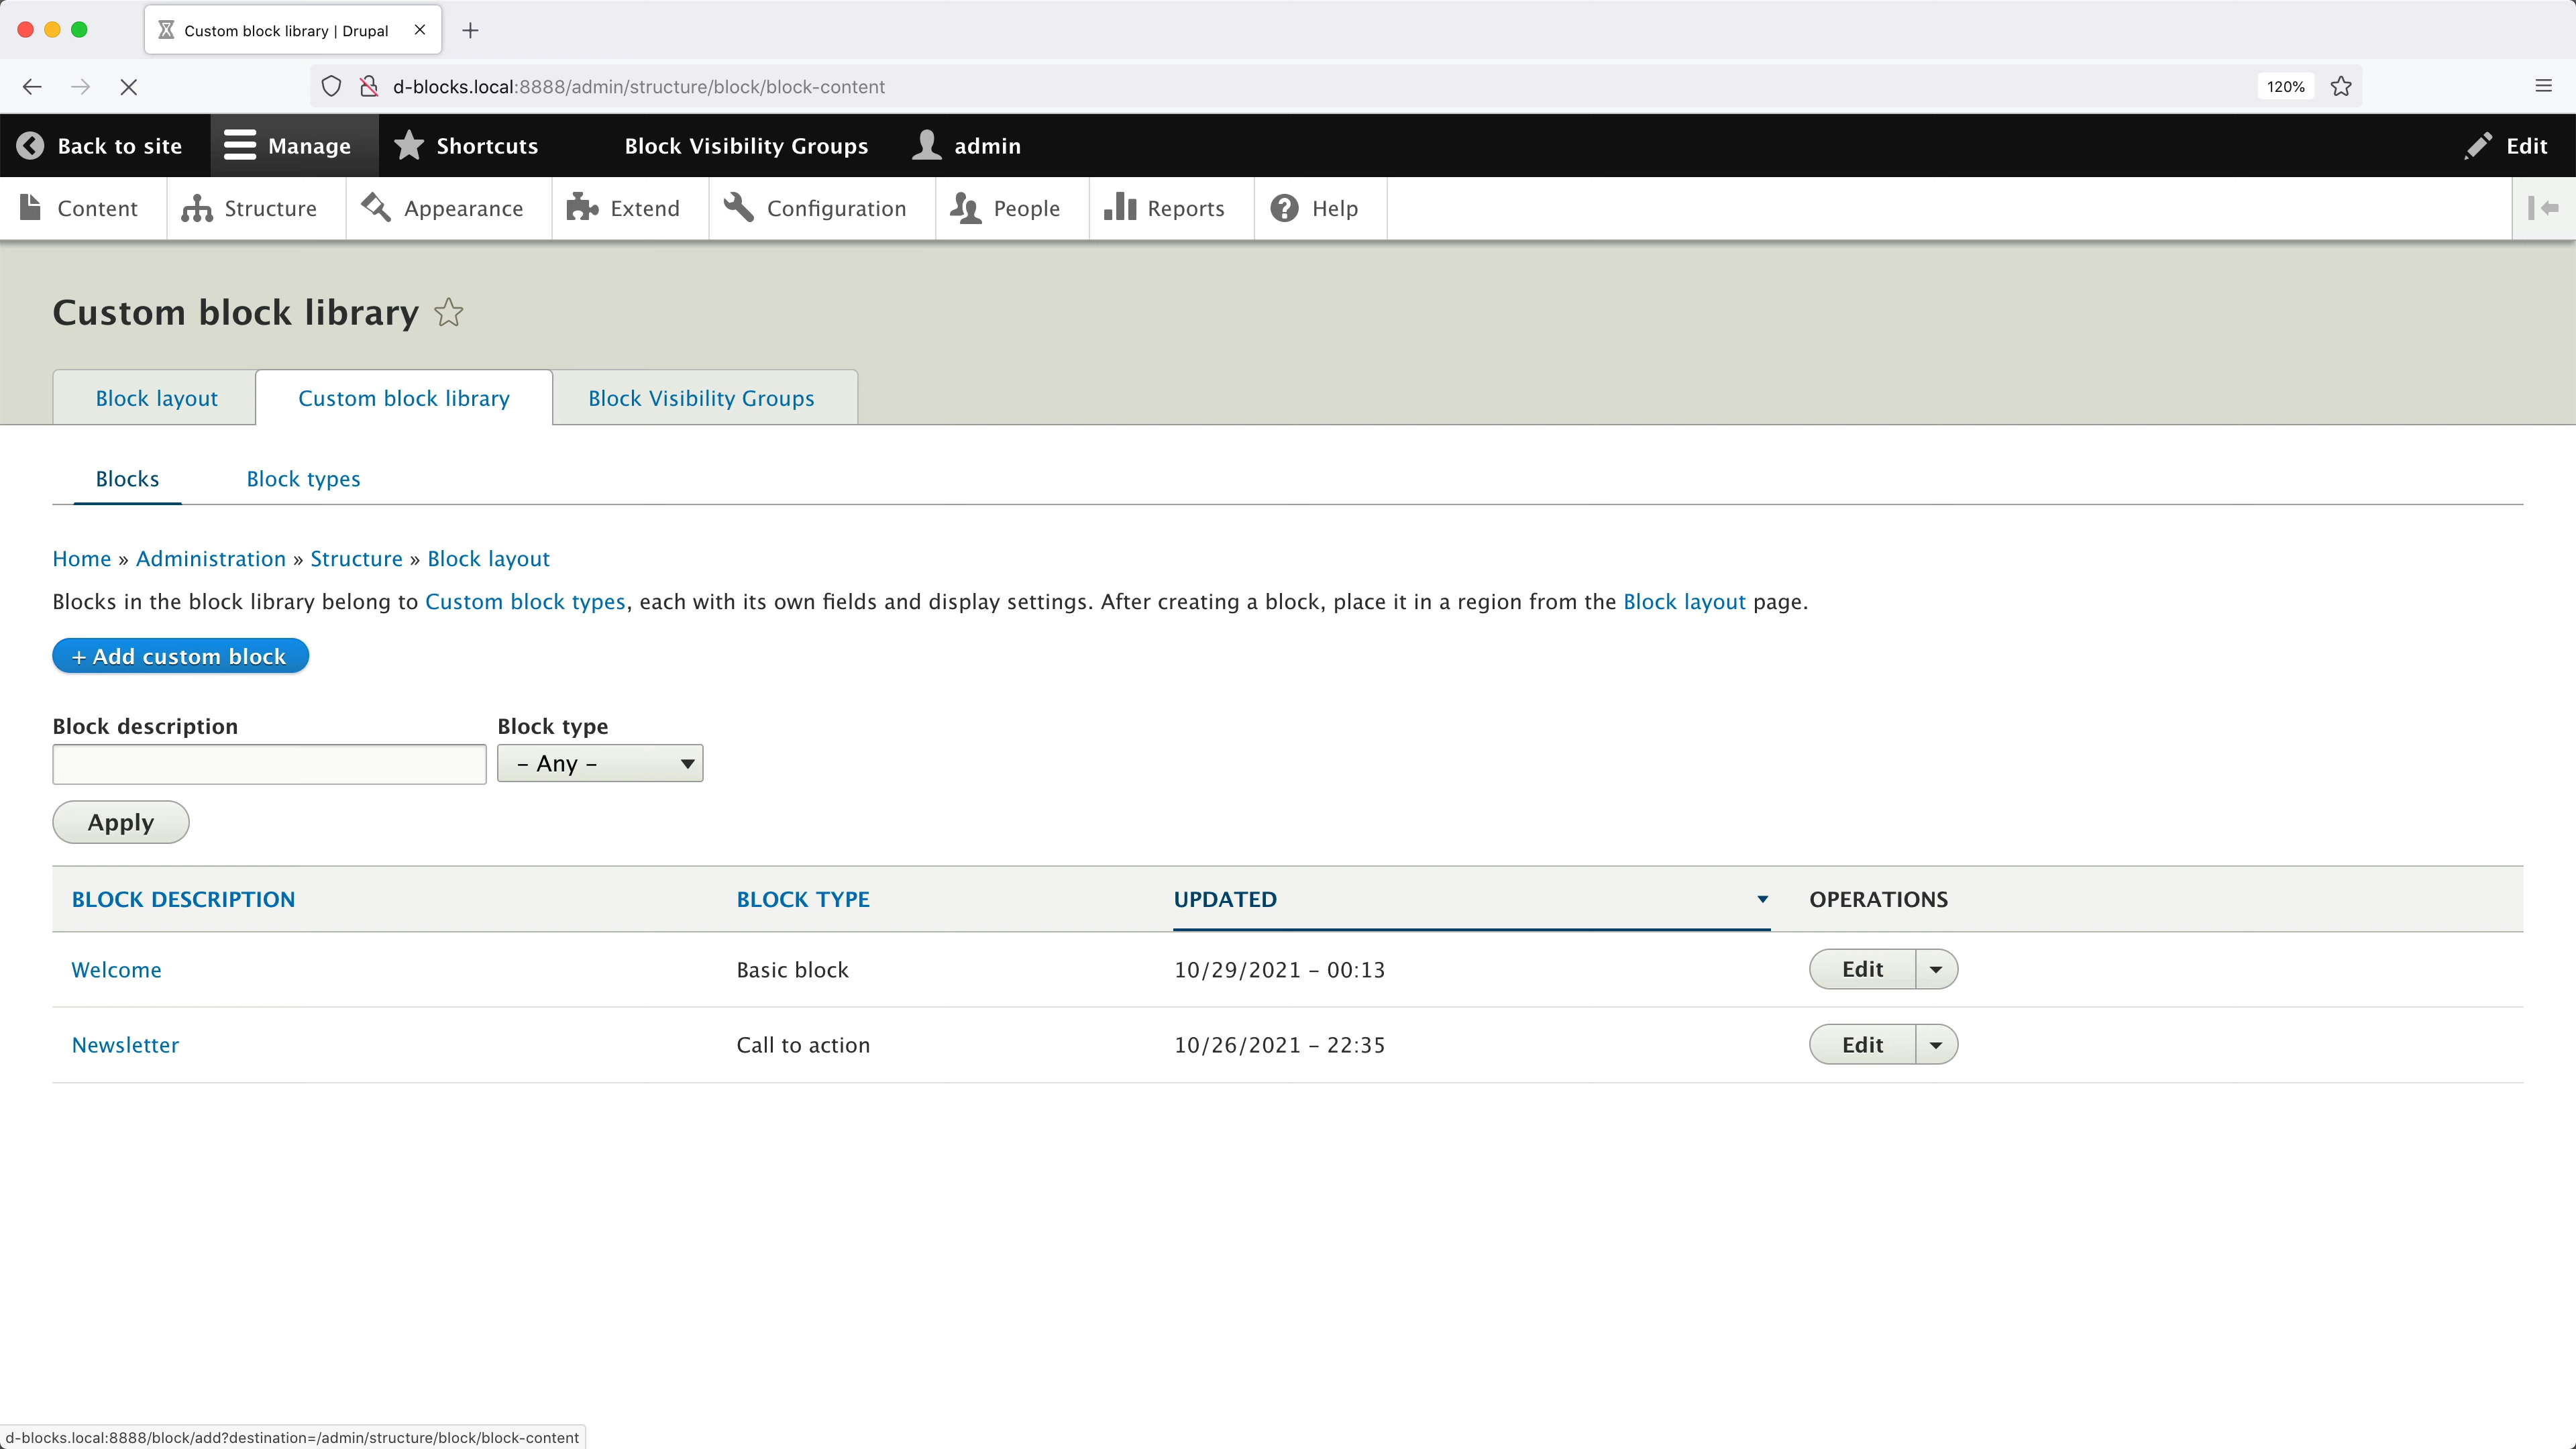 Custom block library | Drupal
d-blocks.local:8888/admin/structure/block/block-content 120%
Back to site Manage Shortcuts Block Visibility Groups admin Edit
Content Structure Appearance Extend Configuration People Reports Help
Custom block library
Block layout Custom block library Block Visibility Groups
Blocks Block types
Home » Administration » Structure » Block layout
Blocks in the block library belong to Custom block types, each with its own fields and display settings. After creating a block, place it in a region from the Block layout page.
+ Add custom block
Block description Block type
- Any -
Apply
BLOCK DESCRIPTION BLOCK TYPE UPDATED OPERATIONS
Welcome Basic block 10/29/2021 - 00:13 Edit
Newsletter Call to action 10/26/2021 - 22:35 Edit
d-blocks.local:8888/block/add?destination=/admin/structure/block/block-content